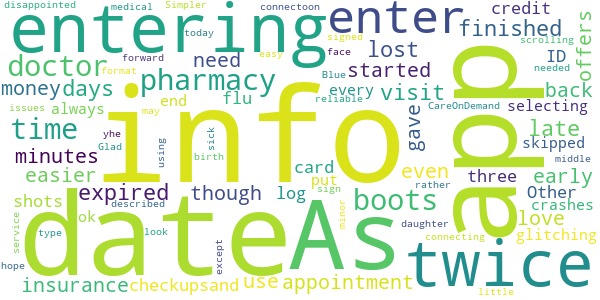 disappointed medical Simpler connectoon entering enter credit offers
today finished
doctor forward signed face easy lost ID scrolling needed
need
money days pharmacy started Blue back
always end flu every reliable visit CareOnDemand selecting
format
info app
time issues may gave late skipped middle
minutes yhe Glad using sick birth card even three early
easier put rather Other
expired though log sign boots daughter love crashes
shots ok described minor connecting glitching
service type look except
date As twice
hope insurance checkupsand use appointment
little